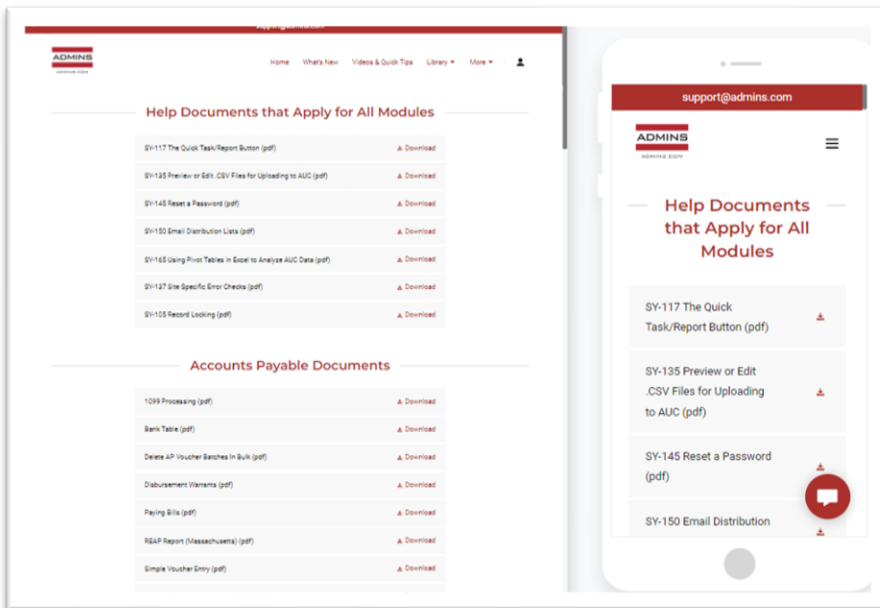 support@admins.com
ADMINS
ADMINS.COM
Home What's New Videos & Quick Tips Library More
Help Documents that Apply for All Modules
SY-117 The Quick Task/Report Button (pdf) Download
SY-135 Preview or Edit .CSV Files for Uploading to AUC (pdf) Download
SY-145 Reset a Password (pdf) Download
SY-150 Email Distribution Lists (pdf) Download
SY-165 Using Pivot Tables in Excel to Analyze AUC Data (pdf) Download
SY-137 Site Specific Error Checks (pdf) Download
SY-105 Record Locking (pdf) Download
Accounts Payable Documents
1099 Processing (pdf) Download
Bank Table (pdf) Download
Delete AP Voucher Batches In Bulk (pdf) Download
Disbursement Warrants (pdf) Download
Paying Bills (pdf) Download
REAP Report (Massachusetts) (pdf) Download
Simple Voucher Entry (pdf) Download
support@admins.com
ADMINS
ADMINS.COM
Help Documents
that Apply for All
Modules
SY-117 The Quick
Task/Report Button (pdf)
SY-135 Preview or Edit
.CSV Files for Uploading
to AUC (pdf)
SY-145 Reset a Password
(pdf)
SY-150 Email Distribution